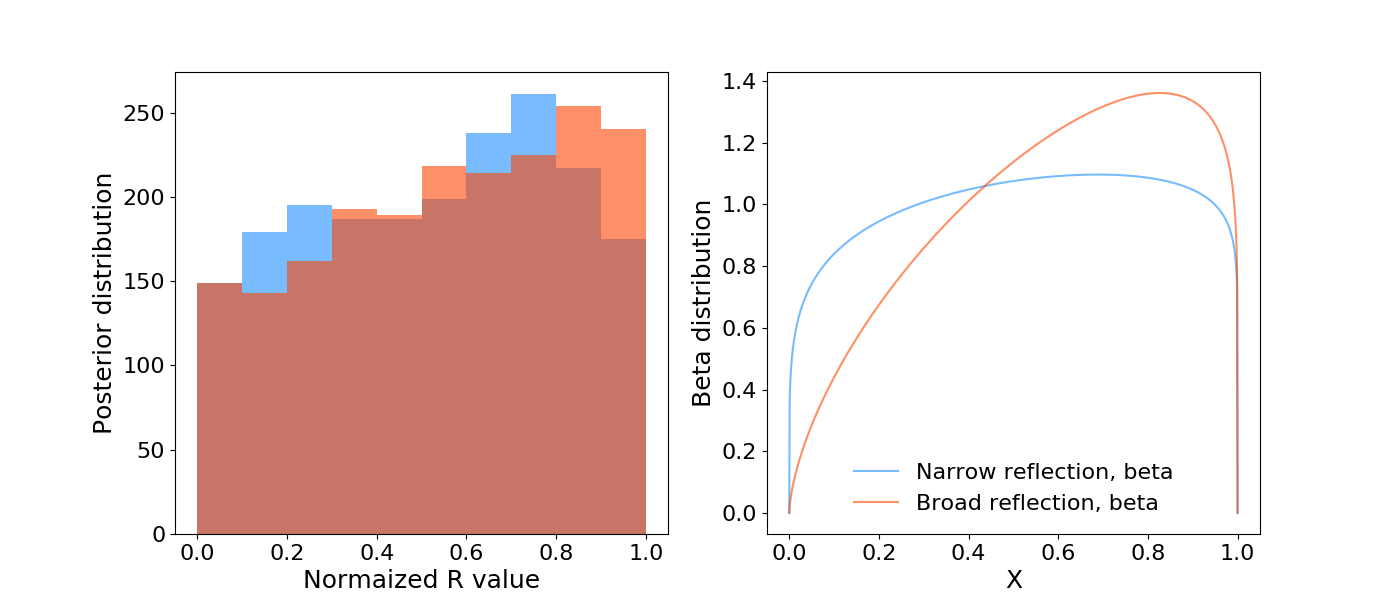 Posterior distribution
250
200
150
100
50
0
0.0 0.2 0.4 0.6 0.8 1.0
Normaized R value
Beta distribution
1.4
1.2
1.0
0.8
0.6
0.4
0.2
0.0
Narrow reflection, beta
Broad reflection, beta
0.0 0.2 0.4 0.6 0.8 1.0
X